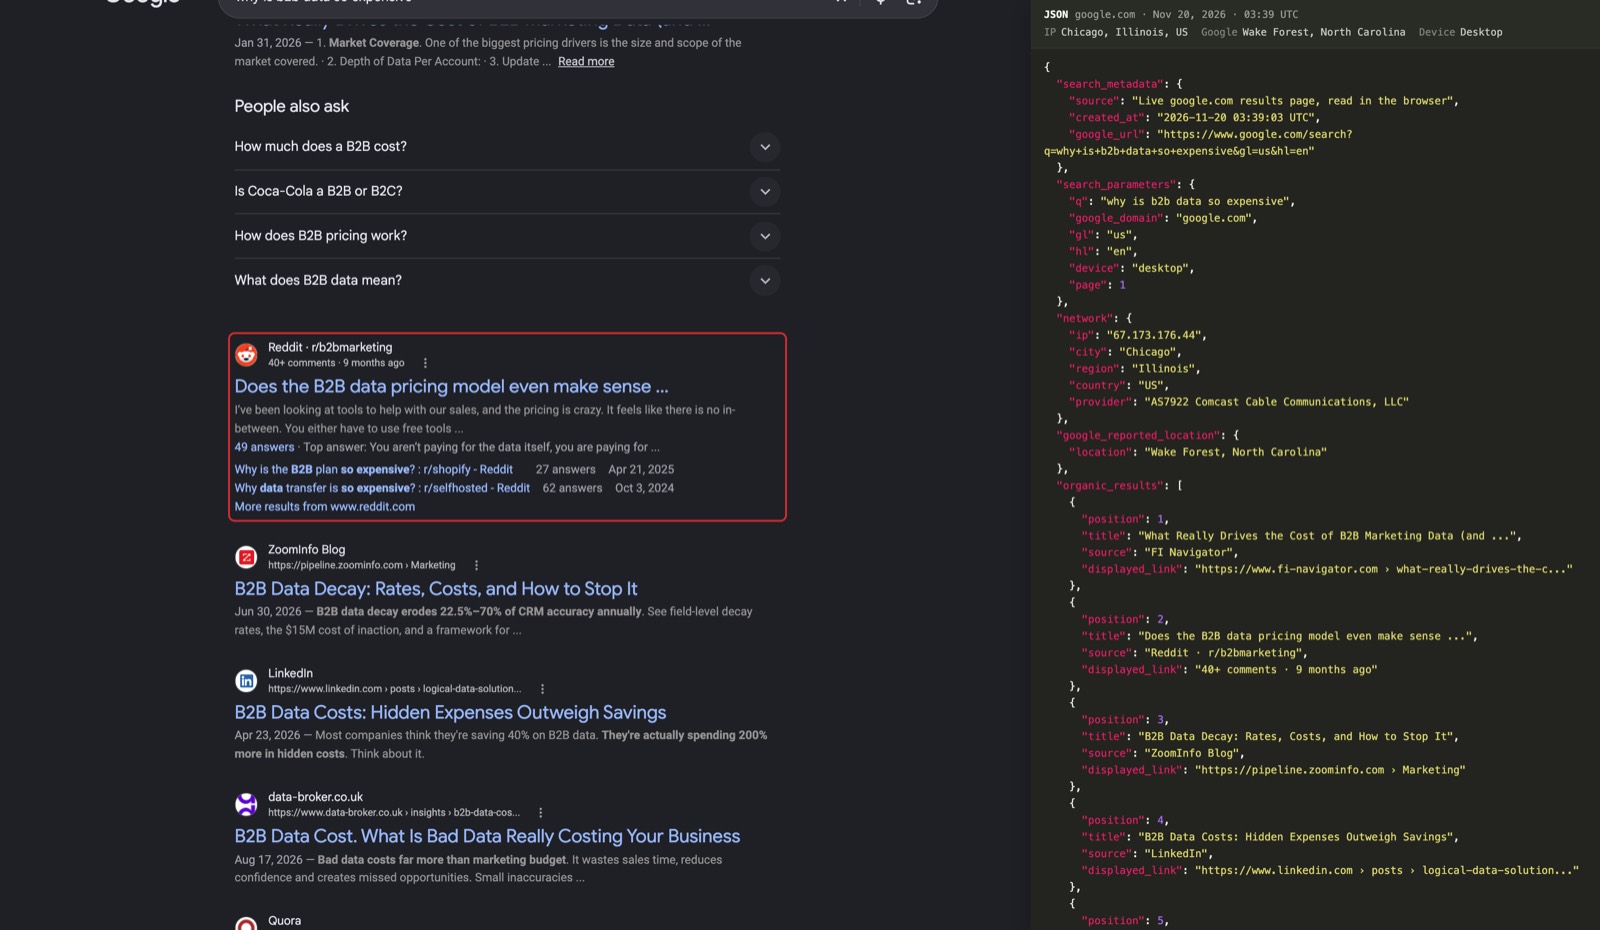 Jan 31, 2026 — 1. Market Coverage. One of the biggest pricing drivers is the size and scope of the
market covered. · 2. Depth of Data Per Account: · 3. Update ... Read more
People also ask
How much does a B2B cost?
Is Coca-Cola a B2B or B2C?
How does B2B pricing work?
What does B2B data mean?
Reddit · r/b2bmarketing
40+ comments · 9 months ago
Does the B2B data pricing model even make sense ...
I've been looking at tools to help with our sales, and the pricing is crazy. It feels like there is no in-
between. You either have to use free tools ...
49 answers · Top answer: You aren't paying for the data itself, you are paying for ...
Why is the B2B plan so expensive? : r/shopify - Reddit 27 answers Apr 21, 2025
Why data transfer is so expensive? : r/selfhosted - Reddit 62 answers Oct 3, 2024
More results from www.reddit.com
ZoomInfo Blog
https://pipeline.zoominfo.com › Marketing
B2B Data Decay: Rates, Costs, and How to Stop It
Jun 30, 2026 — B2B data decay erodes 22.5%–70% of CRM accuracy annually. See field-level decay
rates, the $15M cost of inaction, and a framework for ...
LinkedIn
https://www.linkedin.com › posts › logical-data-solution...
B2B Data Costs: Hidden Expenses Outweigh Savings
Apr 23, 2026 — Most companies think they're saving 40% on B2B data. They're actually spending 200%
more in hidden costs. Think about it.
data-broker.co.uk
https://www.data-broker.co.uk › insights › b2b-data-cos...
B2B Data Cost. What Is Bad Data Really Costing Your Business
Aug 17, 2026 — Bad data costs far more than marketing budget. It wastes sales time, reduces
confidence and creates missed opportunities. Small inaccuracies ...
Quora
JSON google.com · Nov 20, 2026 · 03:39 UTC
IP Chicago, Illinois, US Google Wake Forest, North Carolina Device Desktop
{
"search_metadata": {
"source": "Live google.com results page, read in the browser",
"created_at": "2026-11-20 03:39:03 UTC",
"google_url": "https://www.google.com/search?
q=why+is+b2b+data+so+expensive&gl=us&hl=en"
},
"search_parameters": {
"q": "why is b2b data so expensive",
"google_domain": "google.com",
"gl": "us",
"hl": "en",
"device": "desktop",
"page": 1
},
"network": {
"ip": "67.173.176.44",
"city": "Chicago",
"region": "Illinois",
"country": "US",
"provider": "AS7922 Comcast Cable Communications, LLC"
},
"google_reported_location": {
"location": "Wake Forest, North Carolina"
},
"organic_results": [
{
"position": 1,
"title": "What Really Drives the Cost of B2B Marketing Data (and ...",
"source": "FI Navigator",
"displayed_link": "https://www.fi-navigator.com › what-really-drives-the-c..."
},
{
"position": 2,
"title": "Does the B2B data pricing model even make sense ...",
"source": "Reddit · r/b2bmarketing",
"displayed_link": "40+ comments · 9 months ago"
},
{
"position": 3,
"title": "B2B Data Decay: Rates, Costs, and How to Stop It",
"source": "ZoomInfo Blog",
"displayed_link": "https://pipeline.zoominfo.com › Marketing"
},
{
"position": 4,
"title": "B2B Data Costs: Hidden Expenses Outweigh Savings",
"source": "LinkedIn",
"displayed_link": "https://www.linkedin.com › posts › logical-data-solution..."
},
{
"position": 5,